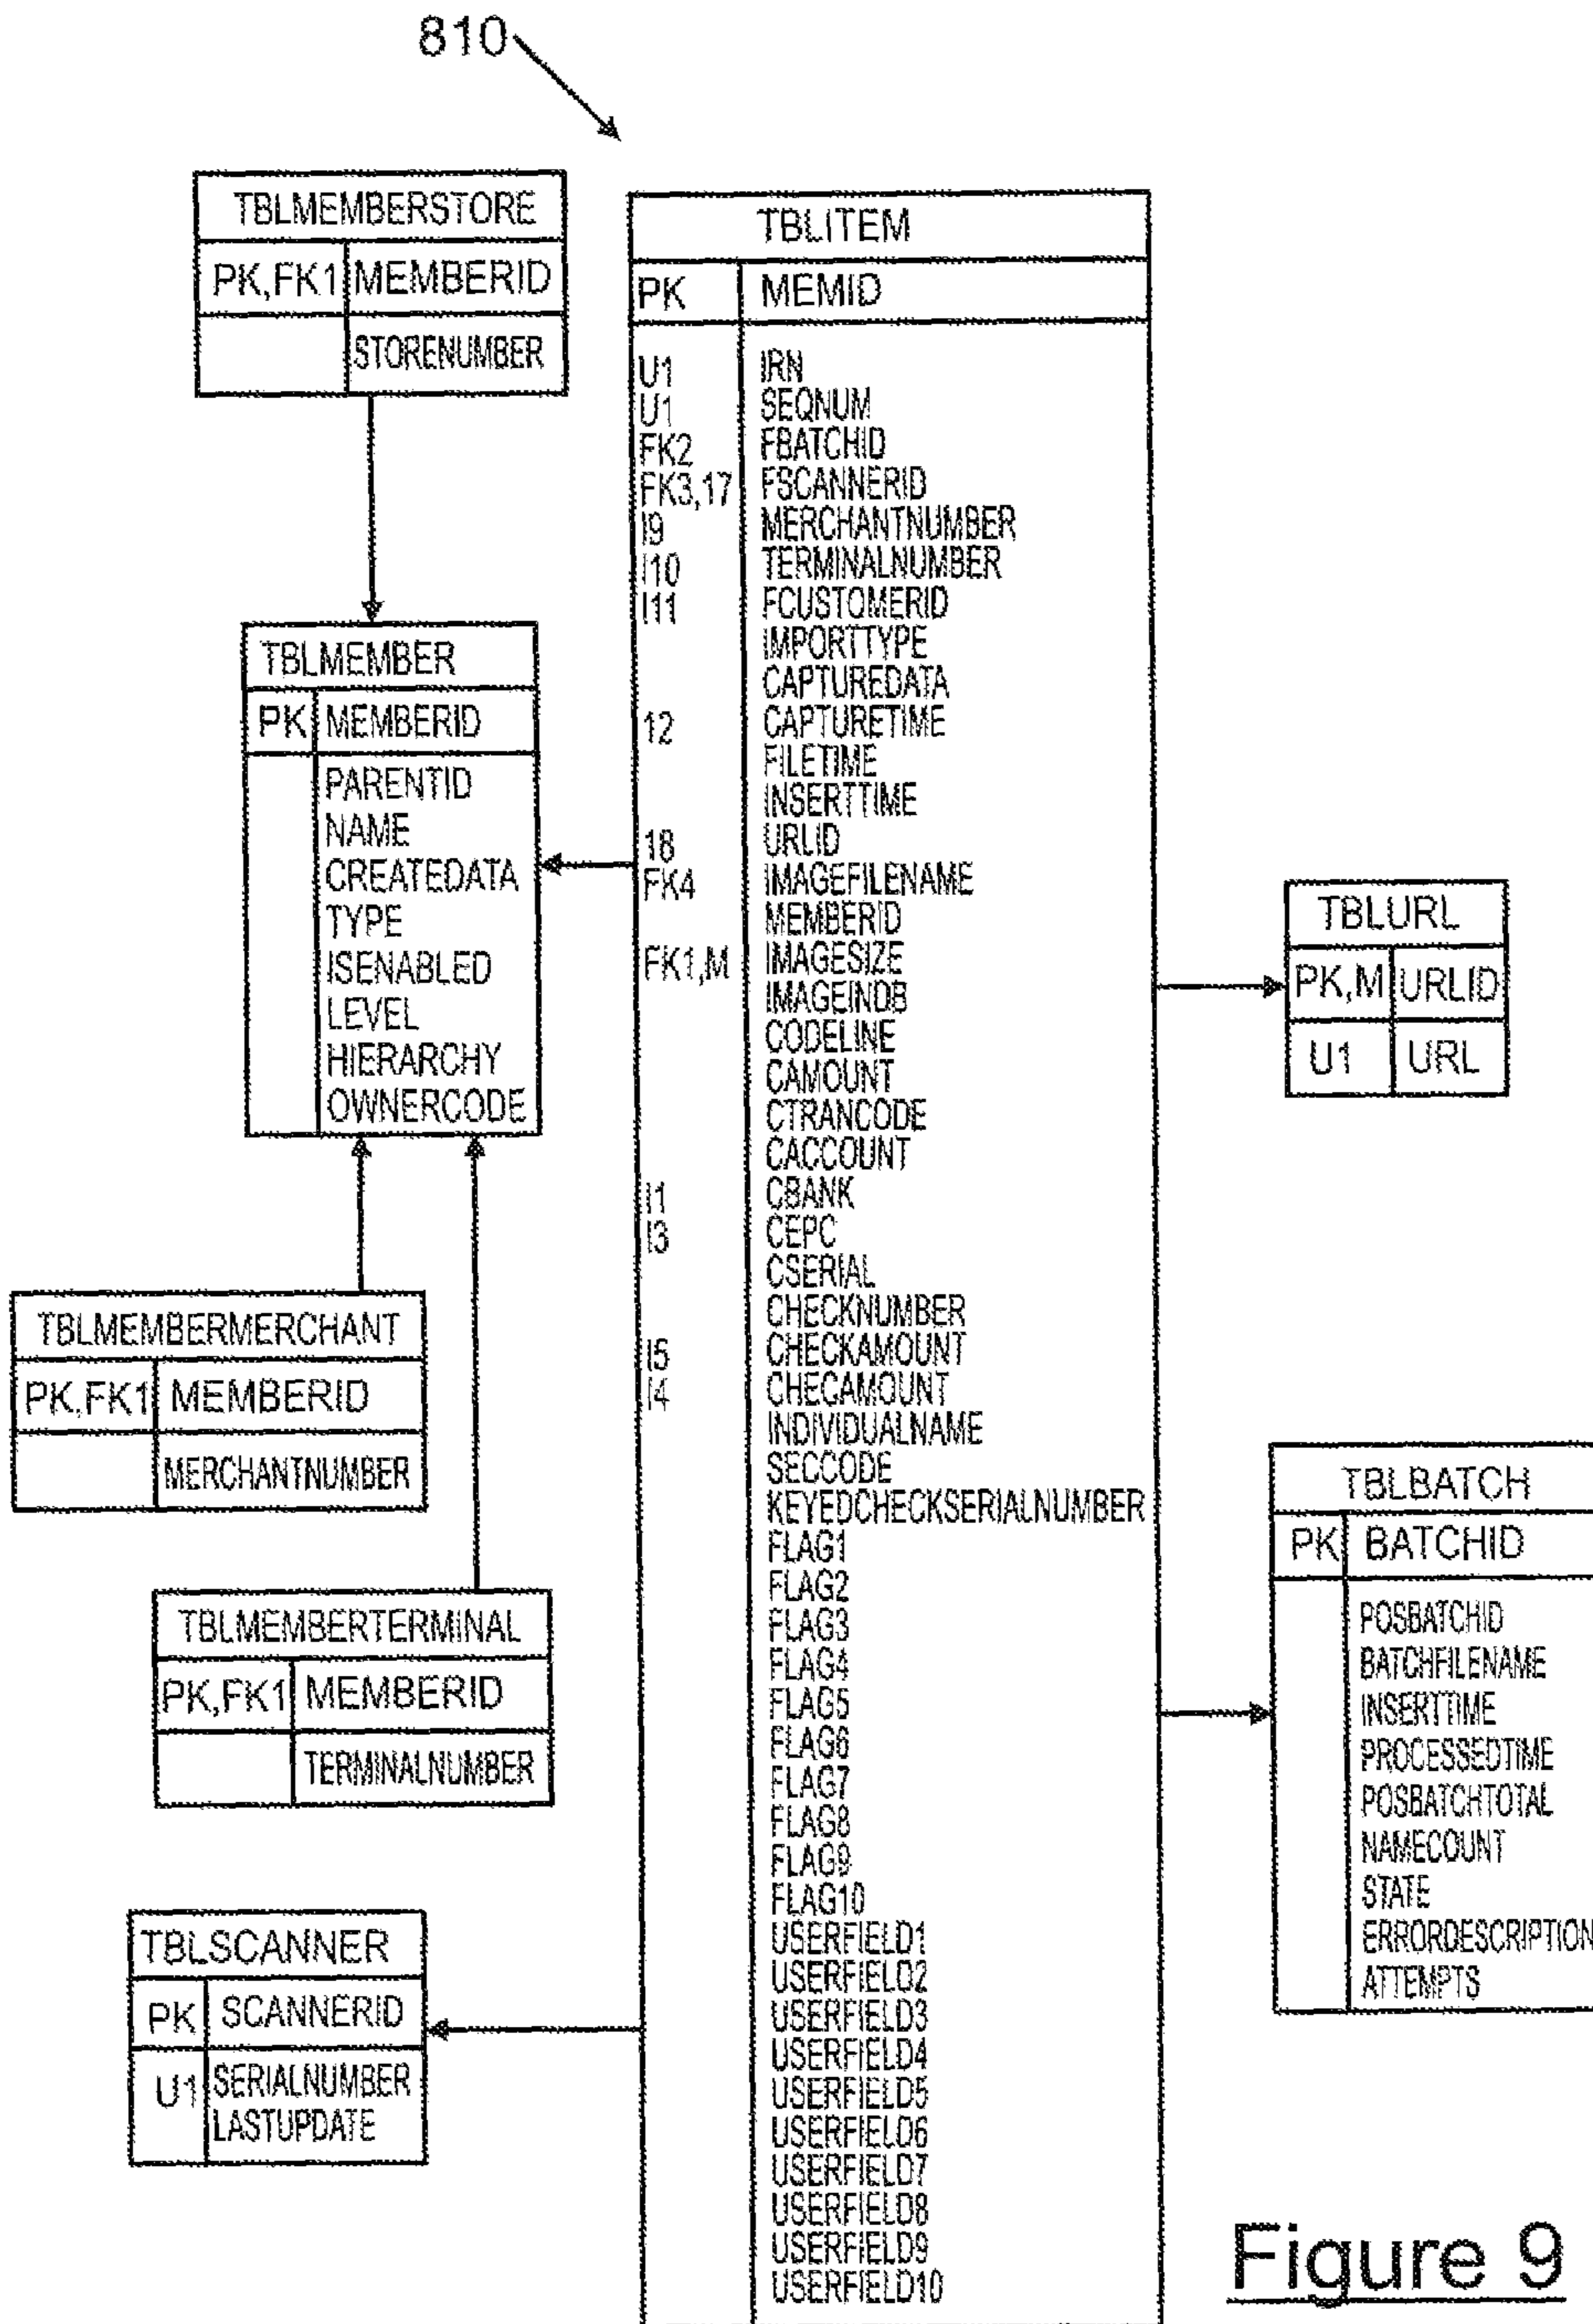 810
TBLMEMBERSTORE
PK,FK1 MEMBERID
STORENUMBER
TBLMEMBER
PK MEMBERID
PARENTID
NAME
CREATEDATA
TYPE
ISENABLED
LEVEL
HIERARCHY
OWNERCODE
TBLMEMBERMERCHANT
PK,FK1 MEMBERID
MERCHANTNUMBER
TBLMEMBERTERMINAL
PK,FK1 MEMBERID
TERMINALNUMBER
TBLSCANNER
PK SCANNERID
U1 SERIALNUMBER
LASTUPDATE
TBLITEM
PK MEMID
U1 IRN
U1 SEQNUM
FK2 FBATCHID
FK3,17 FSCANNERID
I9 MERCHANTNUMBER
I10 TERMINALNUMBER
I11 FCUSTOMERID
IMPORTTYPE
CAPTUREDATA
12 CAPTURETIME
FILETIME
INSERTTIME
18 URLID
FK4 IMAGEFILENAME
MEMBERID
FK1,M IMAGESIZE
IMAGEINDB
CODELINE
CAMOUNT
CTRANCODE
CACCOUNT
I1 CBANK
I3 CEPC
CSERIAL
CHECKNUMBER
I5 CHECKAMOUNT
I4 CHECAMOUNT
INDIVIDUALNAME
SECCODE
KEYEDCHECKSERIALNUMBER
FLAG1
FLAG2
FLAG3
FLAG4
FLAG5
FLAG6
FLAG7
FLAG8
FLAG9
FLAG10
USERFIELD1
USERFIELD2
USERFIELD3
USERFIELD4
USERFIELD5
USERFIELD6
USERFIELD7
USERFIELD8
USERFIELD9
USERFIELD10
TBLURL
PK,M URLID
U1 URL
TBLBATCH
PK BATCHID
POSBATCHID
BATCHFILENAME
INSERTTIME
PROCESSEDTIME
POSBATCHTOTAL
NAMECOUNT
STATE
ERRORDESCRIPTION
ATTEMPTS
Figure 9